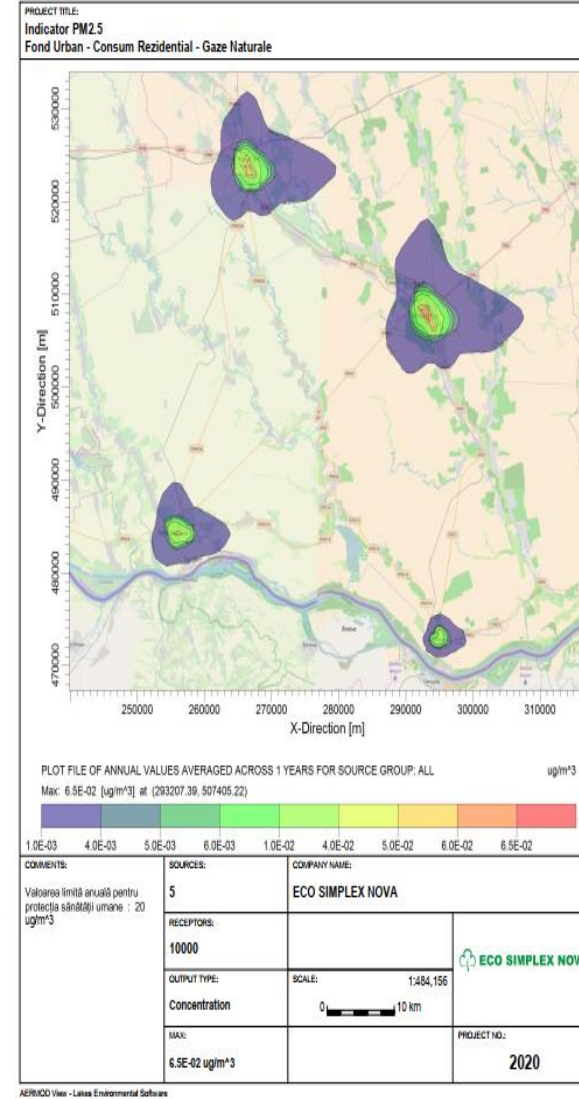 PROJECT TITLE:
Indicator PM2.5
Fond Urban - Consum Rezidential - Gaze Naturale
Y-Direction [m]
530000
520000
510000
500000
490000
480000
470000
250000 260000 270000 280000 290000 300000 310000
X-Direction [m]
PLOT FILE OF ANNUAL VALUES AVERAGED ACROSS 1 YEARS FOR SOURCE GROUP: ALL
ug/m^3
Max: 6.5E-02 [ug/m^3] at (293207.39, 507405.22)
1.0E-03 4.0E-03 5.0E-03 6.0E-03 1.0E-02 4.0E-02 5.0E-02 6.0E-02 6.5E-02
COMMENTS:
Valoarea limită anuală pentru
protecția sănătății umane : 20
ug/m^3
SOURCES:
5
COMPANY NAME:
ECO SIMPLEX NOVA
RECEPTORS:
10000
OUTPUT TYPE:
Concentration
SCALE:
1:484,156
0 10 km
ECO SIMPLEX NOV
MAX:
6.5E-02 ug/m^3
PROJECT NO.:
2020
AERMOD View - Lakes Environmental Software